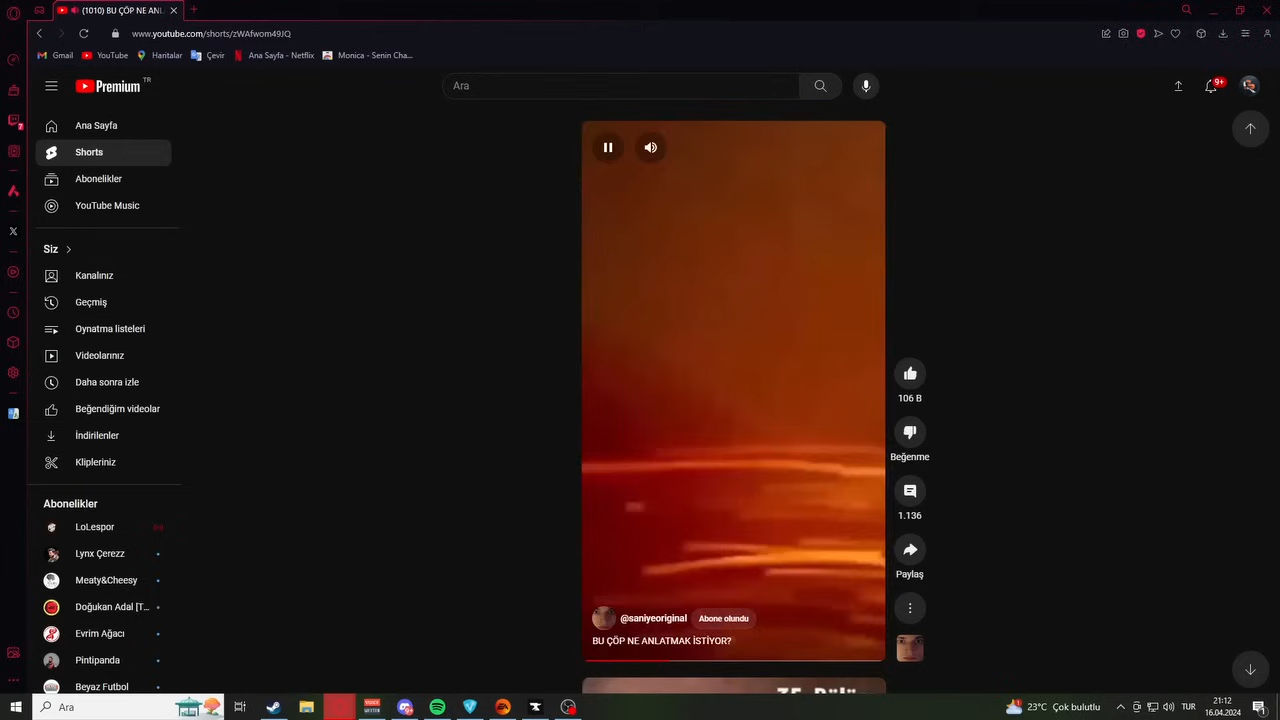 (1010) BU ÇÖP NE ANL
www.youtube.com/shorts/zWAfwom49JQ
Gmail
YouTube
Haritalar
Çevir
Ana Sayfa - Netflix
Monica - Senin Cha...
Premium TR
Ara
9+
Ana Sayfa
Shorts
Abonelikler
YouTube Music
Siz
Kanalınız
Geçmiş
Oynatma listeleri
Videolarınız
Daha sonra izle
Beğendiğim videolar
İndirilenler
Klipleriniz
Abonelikler
LoLespor
Lynx Çerezz
Meaty&Cheesy
Doğukan Adal [T...
Evrim Ağacı
Pintipanda
Beyaz Futbol
106 B
Beğenme
1.136
Paylaş
@saniyeoriginal
Abone olundu
BU ÇÖP NE ANLATMAK İSTİYOR?
Ara
23°C Çok bulutlu
TUR
21:12
16.04.2024